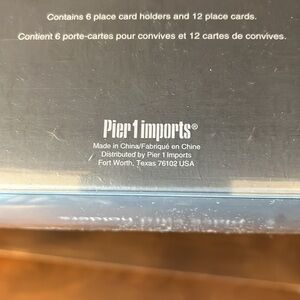 Contains 6 place card holders and 12 place cards.
Contient 6 porte-cartes pour convives et 12 cartes de convives.
Pier 1 imports®
Made in China/Fabriqué en Chine
Distributed by Pier 1 Imports
Fort Worth, Texas 76102 USA